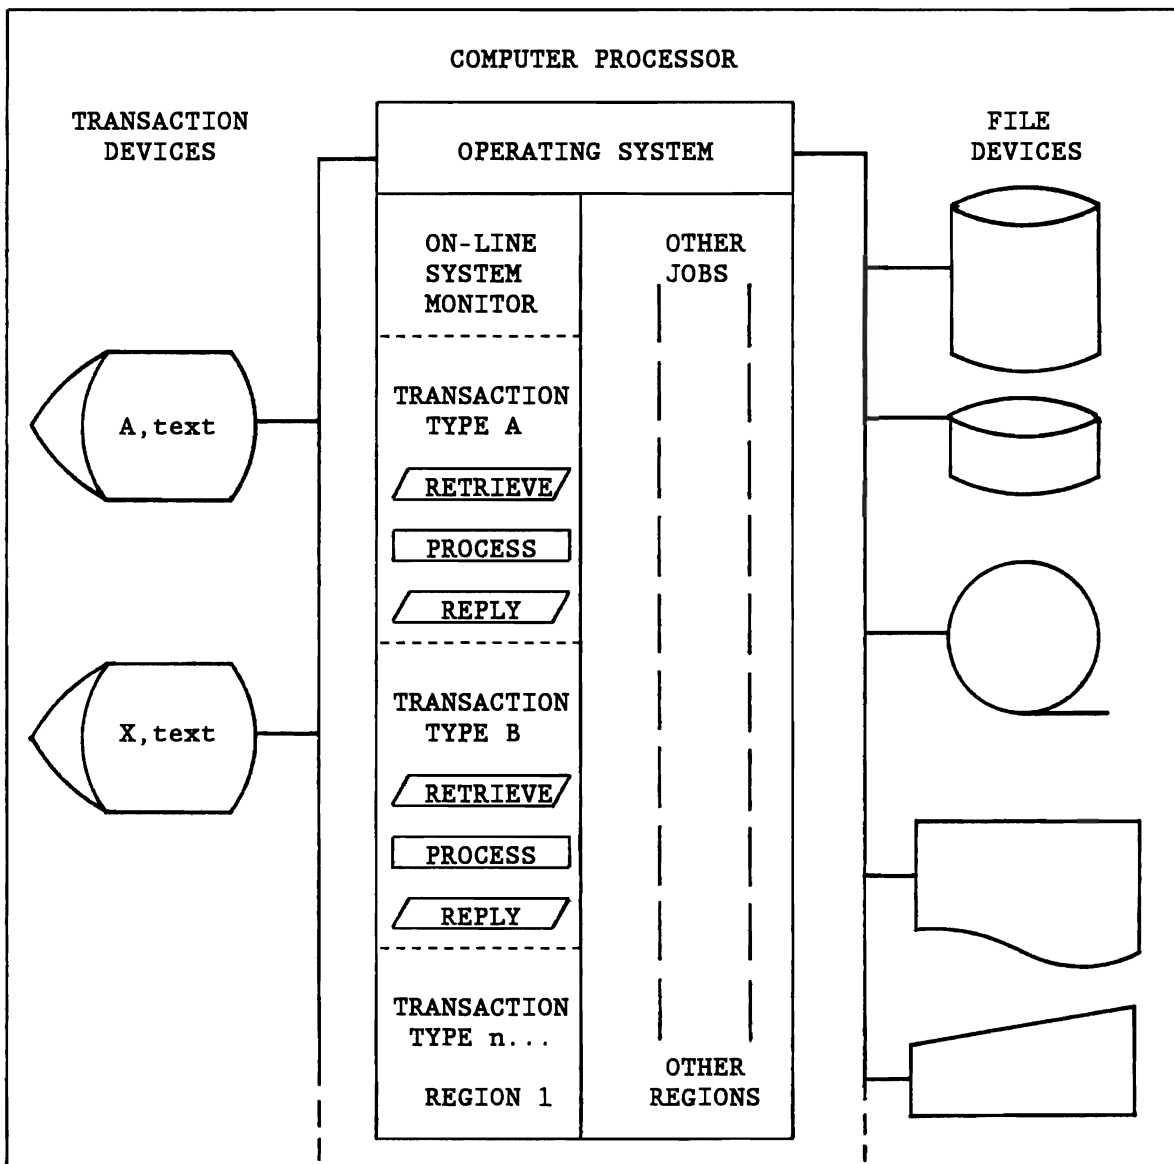 COMPUTER PROCESSOR
TRANSACTION
DEVICES
OPERATING SYSTEM
FILE
DEVICES
ON-LINE
SYSTEM
MONITOR
OTHER
JOBS
TRANSACTION
TYPE A
A,text
RETRIEVE
PROCESS
REPLY
TRANSACTION
TYPE B
X,text
RETRIEVE
PROCESS
REPLY
TRANSACTION
TYPE n...
REGION 1
OTHER
REGIONS